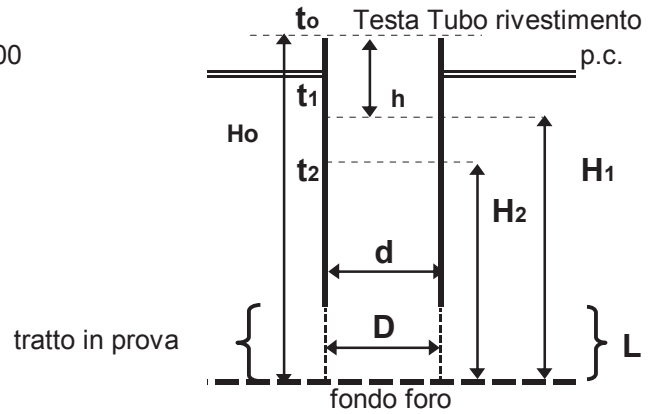 to Testa Tubo rivestimento
00 p.c.
t1 h
Ho
t2 H1
H2
d
D
tratto in prova L
fondo foro